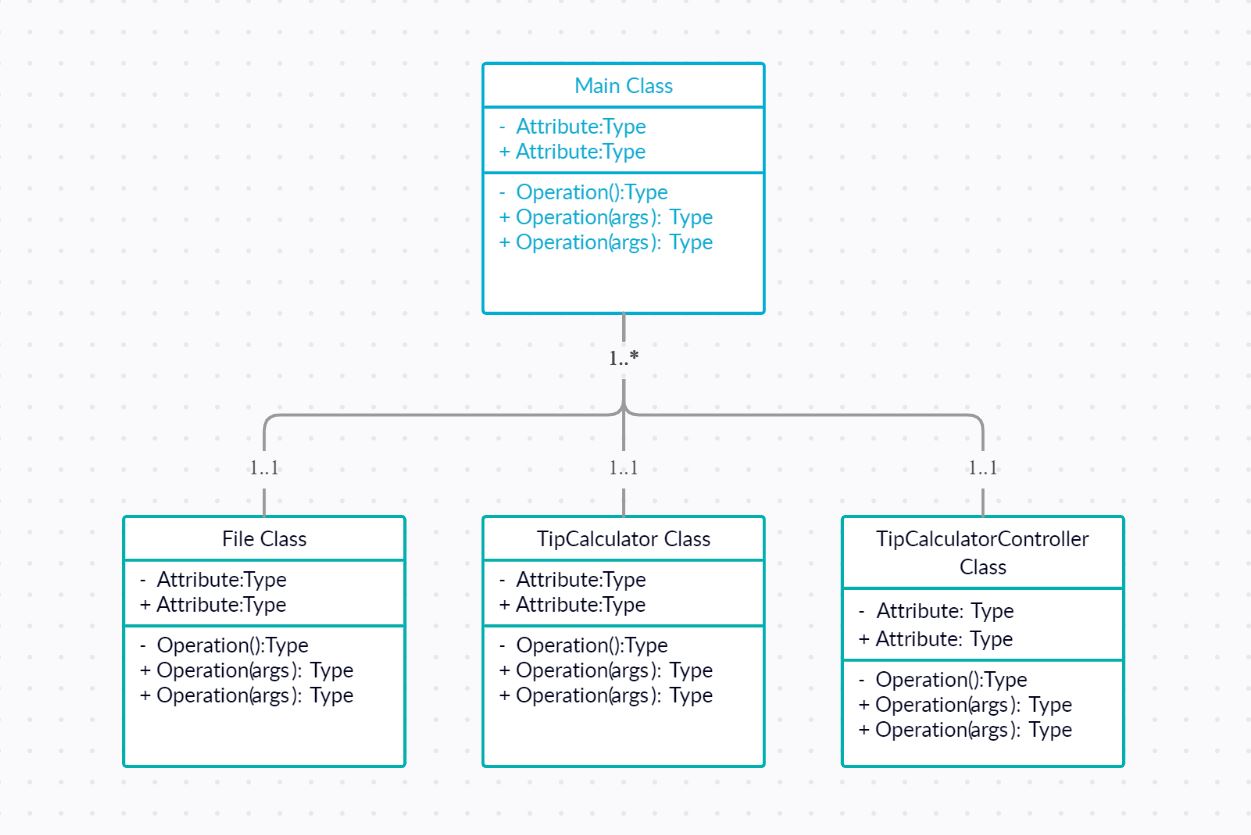 Main Class
- Attribute:Type
+ Attribute:Type
- Operation():Type
+ Operation(args): Type
+ Operation(args): Type
1..*
1..1
1..1
1..1
File Class
- Attribute:Type
+ Attribute:Type
- Operation():Type
+ Operation(args): Type
+ Operation(args): Type
TipCalculator Class
- Attribute:Type
+ Attribute:Type
- Operation():Type
+ Operation(args): Type
+ Operation(args): Type
TipCalculatorController
Class
- Attribute: Type
+ Attribute: Type
- Operation():Type
+ Operation(args): Type
+ Operation(args): Type